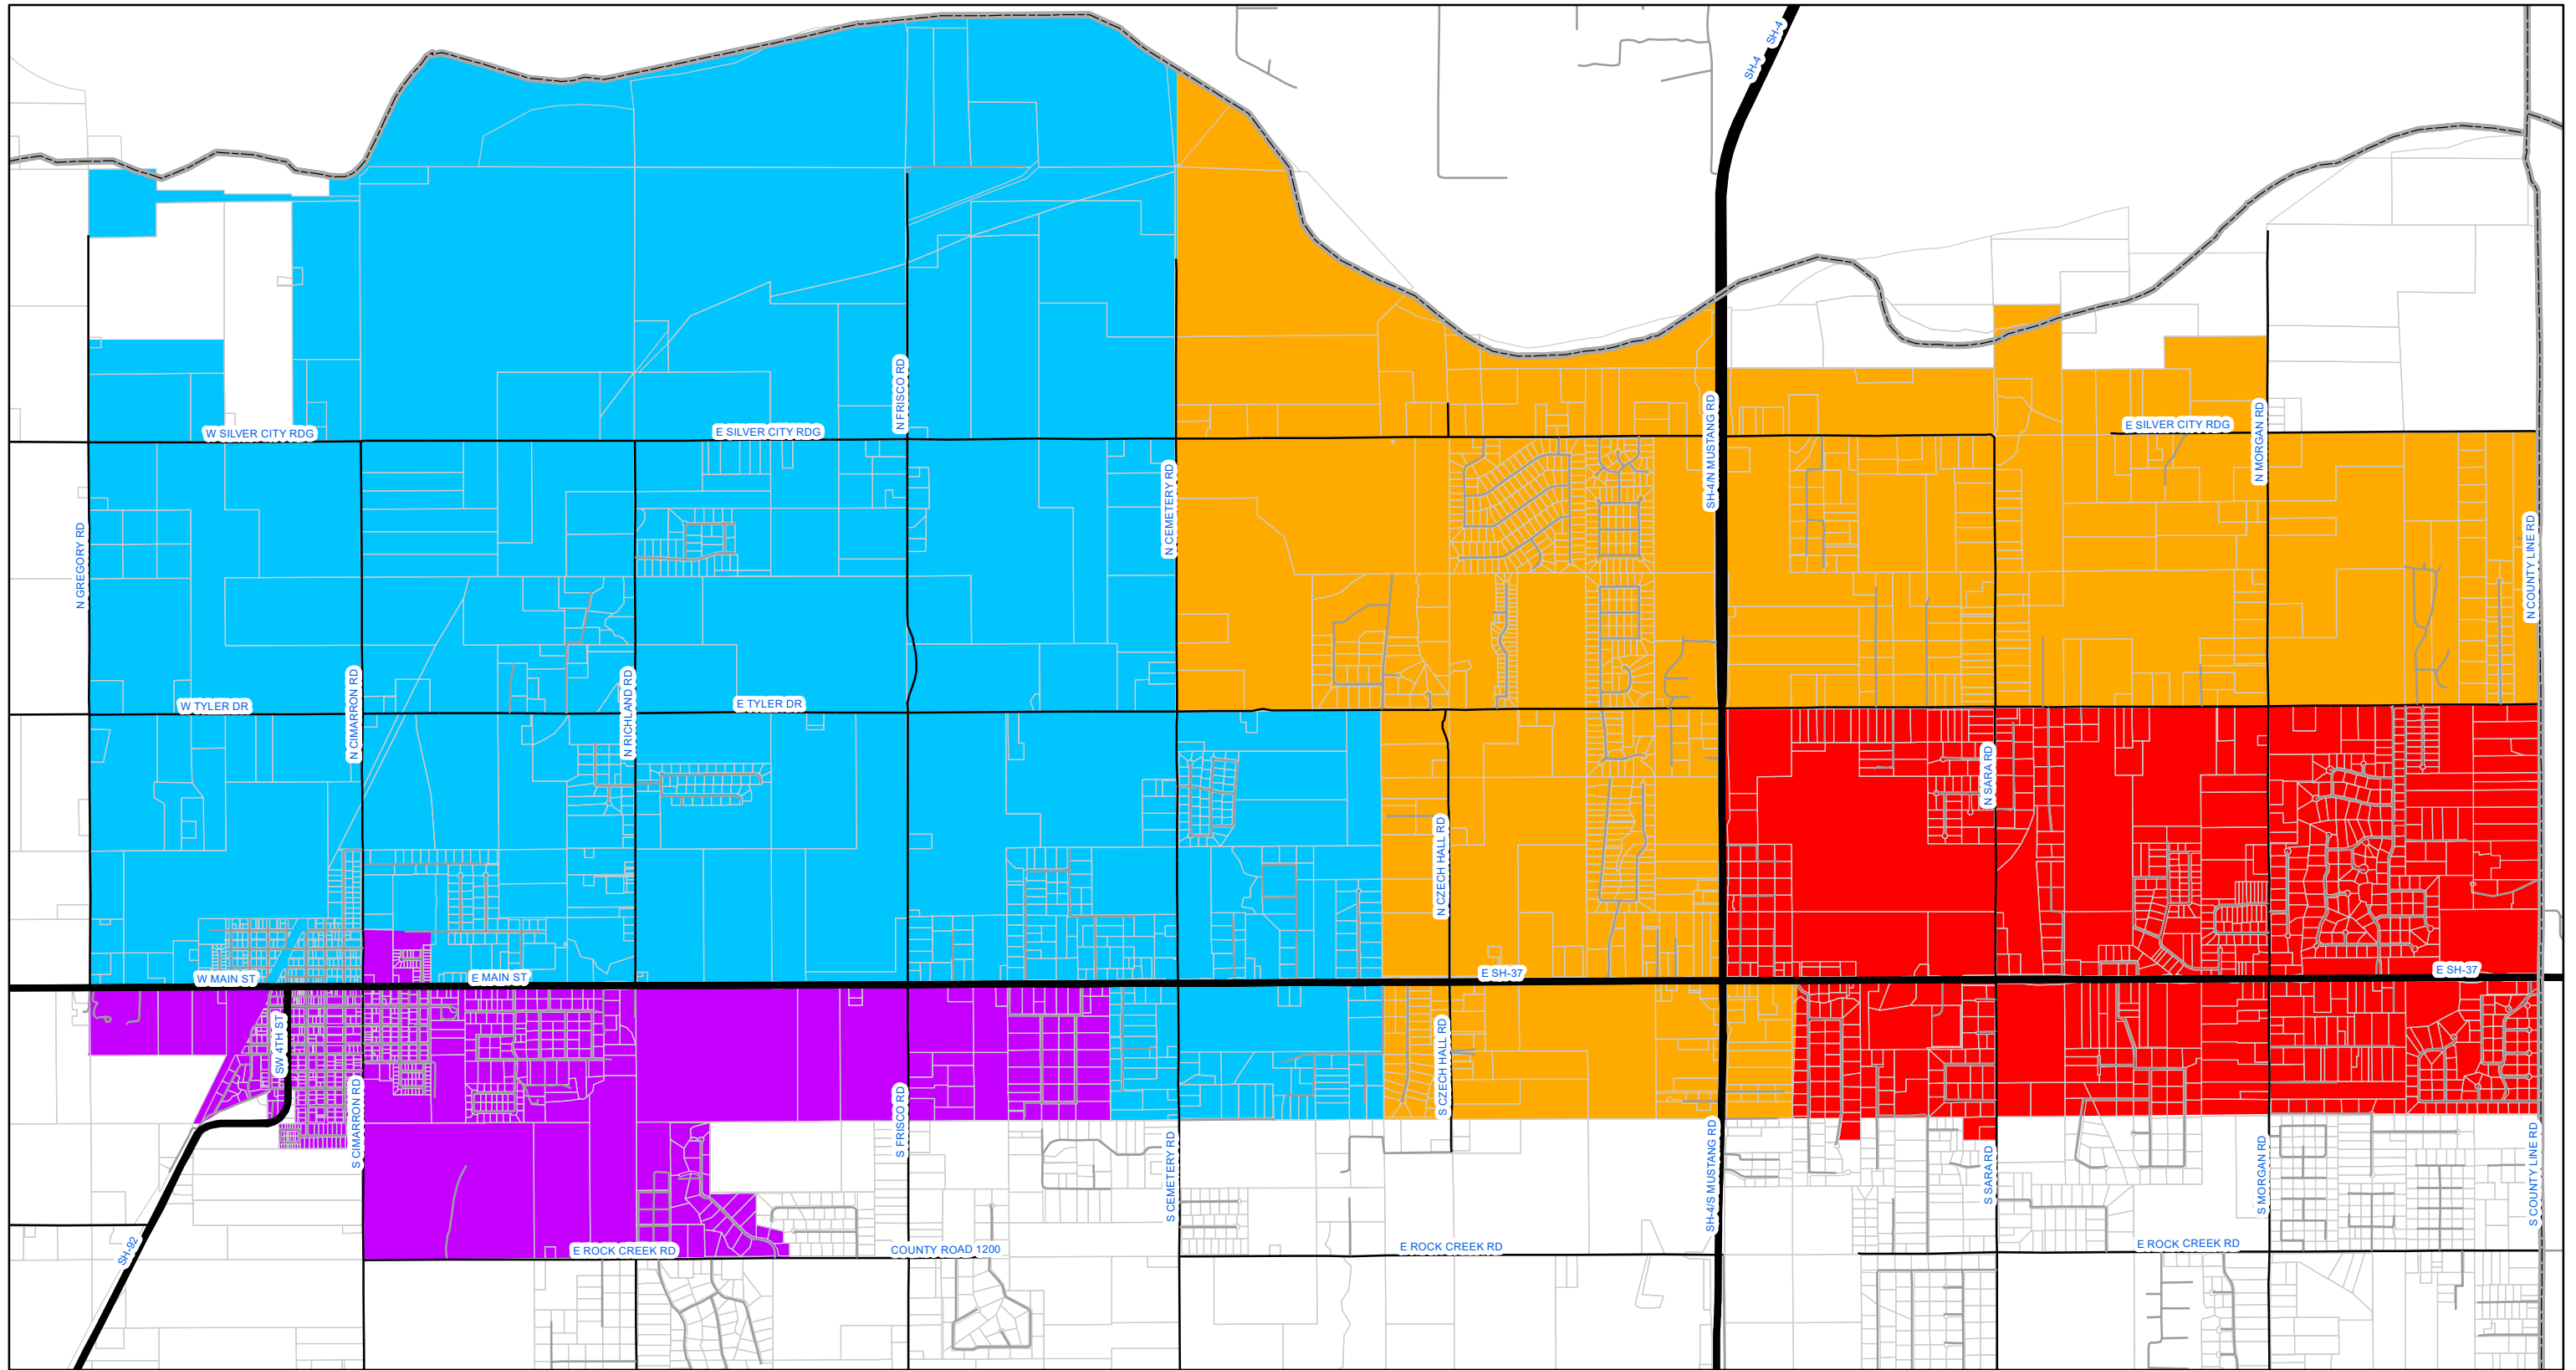 SH-4
SH-4
N FRISCO RD
SH-4/N MUSTANG RD
N MORGAN RD
W SILVER CITY RDG
E SILVER CITY RDG
E SILVER CITY RDG
N GREGORY RD
N CEMETERY RD
N COUNTY LINE RD
N CIMARRON RD
N RICHLAND RD
W TYLER DR
E TYLER DR
N SARA RD
N CZECH HALL RD
W MAIN ST
E MAIN ST
E SH-37
E SH-37
SW 4TH ST
S CIMARRON RD
S FRISCO RD
S CZECH HALL RD
S CEMETERY RD
SH-4/S MUSTANG RD
S SARA RD
S MORGAN RD
S COUNTY LINE RD
SH-92
E ROCK CREEK RD
COUNTY ROAD 1200
E ROCK CREEK RD
E ROCK CREEK RD